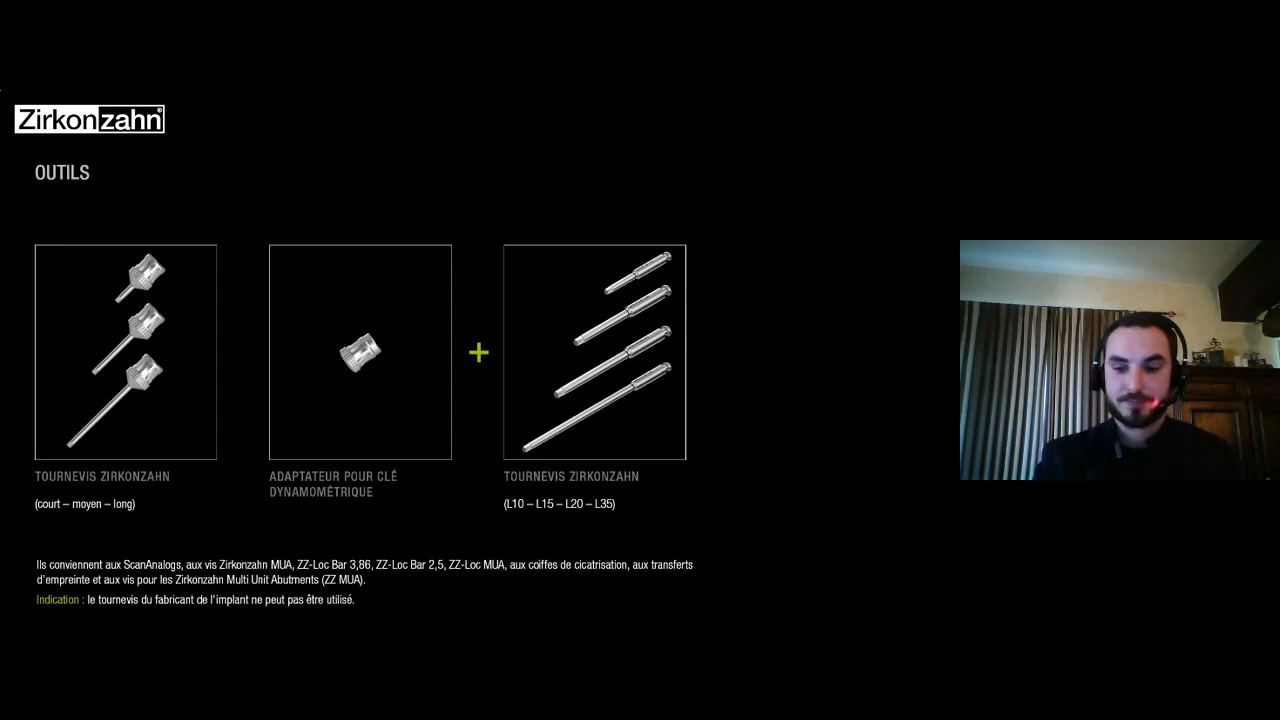 Zirkonzahn®
OUTILS
+
TOURNEVIS ZIRKONZAHN
(court – moyen – long)
ADAPTATEUR POUR CLÉ
DYNAMOMÉTRIQUE
TOURNEVIS ZIRKONZAHN
(L10 – L15 – L20 – L35)
Ils conviennent aux ScanAnalogs, aux vis Zirkonzahn MUA, ZZ-Loc Bar 3,86, ZZ-Loc Bar 2,5, ZZ-Loc MUA, aux coiffes de cicatrisation, aux transferts
d'empreinte et aux vis pour les Zirkonzahn Multi Unit Abutments (ZZ MUA).
Indication : le tournevis du fabricant de l'implant ne peut pas être utilisé.